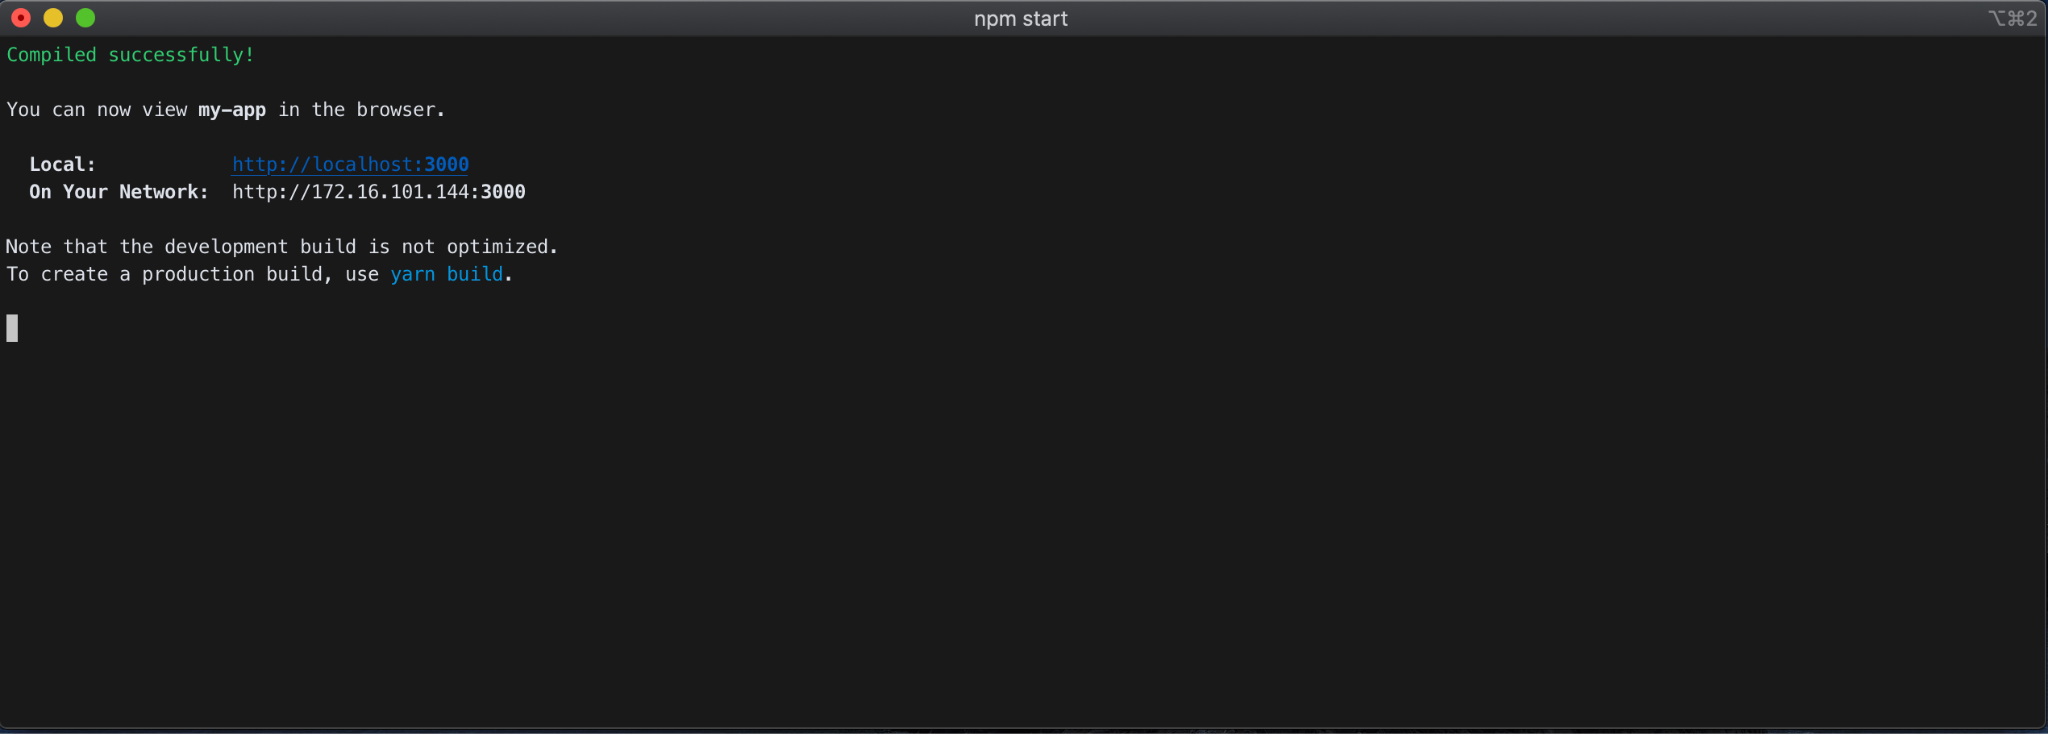 npm start
⌥⌘2
Compiled successfully!
You can now view my-app in the browser.
Local: http://localhost:3000
On Your Network: http://172.16.101.144:3000
Note that the development build is not optimized.
To create a production build, use yarn build.